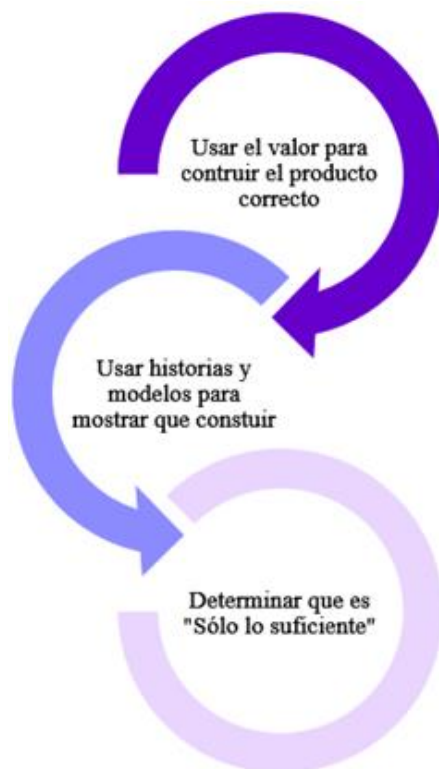 Usar el valor para
contruir el producto
correcto
Usar historias y
modelos para
mostrar que constuir
Determinar que es
"Sólo lo suficiente"